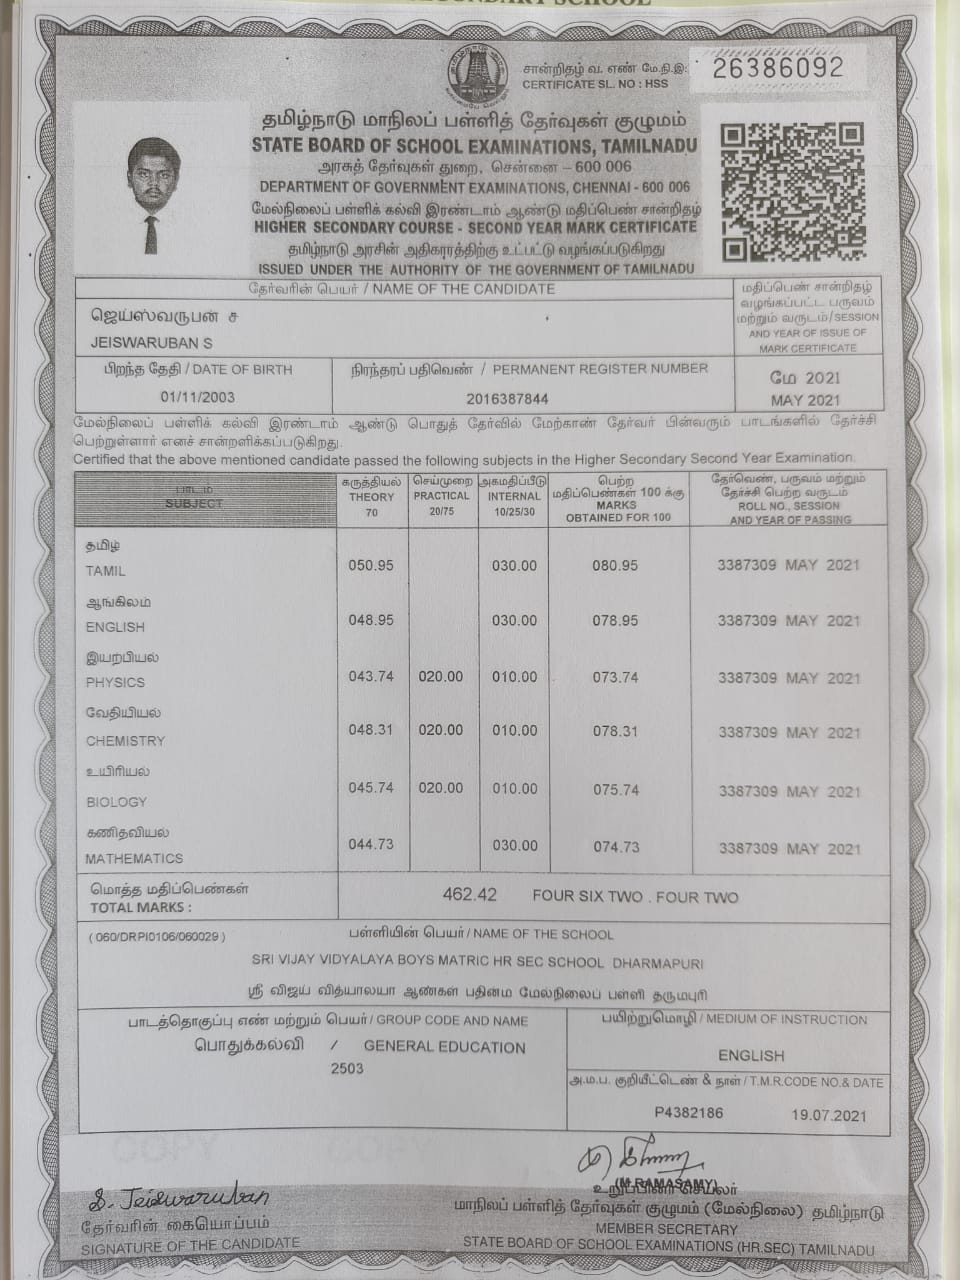 சான்றிதழ் வ. எண் மே.நி.இ:
CERTIFICATE SL. NO : HSS
26386092
தமிழ்நாடு மாநிலப் பள்ளித் தேர்வுகள் குழுமம்
STATE BOARD OF SCHOOL EXAMINATIONS, TAMILNADU
அரசுத் தேர்வுகள் துறை, சென்னை – 600 006
DEPARTMENT OF GOVERNMENT EXAMINATIONS, CHENNAI - 600 006
மேல்நிலைப் பள்ளிக் கல்வி இரண்டாம் ஆண்டு மதிப்பெண் சான்றிதழ்
HIGHER SECONDARY COURSE - SECOND YEAR MARK CERTIFICATE
தமிழ்நாடு அரசின் அதிகாரத்திற்கு உட்பட்டு வழங்கப்படுகிறது
ISSUED UNDER THE AUTHORITY OF THE GOVERNMENT OF TAMILNADU
தேர்வரின் பெயர் / NAME OF THE CANDIDATE
ஜெய்ஸ்வருபன் ச
JEISWARUBAN S
மதிப்பெண் சான்றிதழ்
வழங்கப்பட்ட பருவம்
மற்றும் வருடம்/SESSION
AND YEAR OF ISSUE OF
MARK CERTIFICATE
பிறந்த தேதி / DATE OF BIRTH
01/11/2003
நிரந்தரப் பதிவெண் / PERMANENT REGISTER NUMBER
2016387844
மே 2021
MAY 2021
மேல்நிலைப் பள்ளிக் கல்வி இரண்டாம் ஆண்டு பொதுத் தேர்வில் மேற்காண் தேர்வர் பின்வரும் பாடங்களில் தேர்ச்சி
பெற்றுள்ளார் எனச் சான்றளிக்கப்படுகிறது.
Certified that the above mentioned candidate passed the following subjects in the Higher Secondary Second Year Examination.
பாடம்
SUBJECT
கருத்தியல்
THEORY
70
செய்முறை
PRACTICAL
20/75
அகமதிப்பீடு
INTERNAL
10/25/30
பெற்ற
மதிப்பெண்கள் 100 க்கு
MARKS
OBTAINED FOR 100
தேர்வெண், பருவம் மற்றும்
தேர்ச்சி பெற்ற வருடம்
ROLL NO., SESSION
AND YEAR OF PASSING
தமிழ்
TAMIL 050.95 030.00 080.95 3387309 MAY 2021
ஆங்கிலம்
ENGLISH 048.95 030.00 078.95 3387309 MAY 2021
இயற்பியல்
PHYSICS 043.74 020.00 010.00 073.74 3387309 MAY 2021
வேதியியல்
CHEMISTRY 048.31 020.00 010.00 078.31 3387309 MAY 2021
உயிரியல்
BIOLOGY 045.74 020.00 010.00 075.74 3387309 MAY 2021
கணிதவியல்
MATHEMATICS 044.73 030.00 074.73 3387309 MAY 2021
மொத்த மதிப்பெண்கள்
TOTAL MARKS :
462.42 FOUR SIX TWO . FOUR TWO
( 060/DRPI0106/060029 ) பள்ளியின் பெயர் / NAME OF THE SCHOOL
SRI VIJAY VIDYALAYA BOYS MATRIC HR SEC SCHOOL DHARMAPURI
ஸ்ரீ விஜய் வித்யாலயா ஆண்கள் பதின்ம மேல்நிலைப் பள்ளி தருமபுரி
பாடத்தொகுப்பு எண் மற்றும் பெயர் / GROUP CODE AND NAME
பொதுக்கல்வி / GENERAL EDUCATION
2503
பயிற்றுமொழி / MEDIUM OF INSTRUCTION
ENGLISH
அ.ம.ப. குறியீட்டெண் & நாள் / T.M.R.CODE NO.& DATE
P4382186 19.07.2021
COPY COPY
S. Jeiswaruban
தேர்வரின் கையொப்பம்
SIGNATURE OF THE CANDIDATE
(M.RAMASAMY)
உறுப்பினர் செயலர்
மாநிலப் பள்ளித் தேர்வுகள் குழுமம் (மேல்நிலை) தமிழ்நாடு
MEMBER SECRETARY
STATE BOARD OF SCHOOL EXAMINATIONS (HR.SEC) TAMILNADU